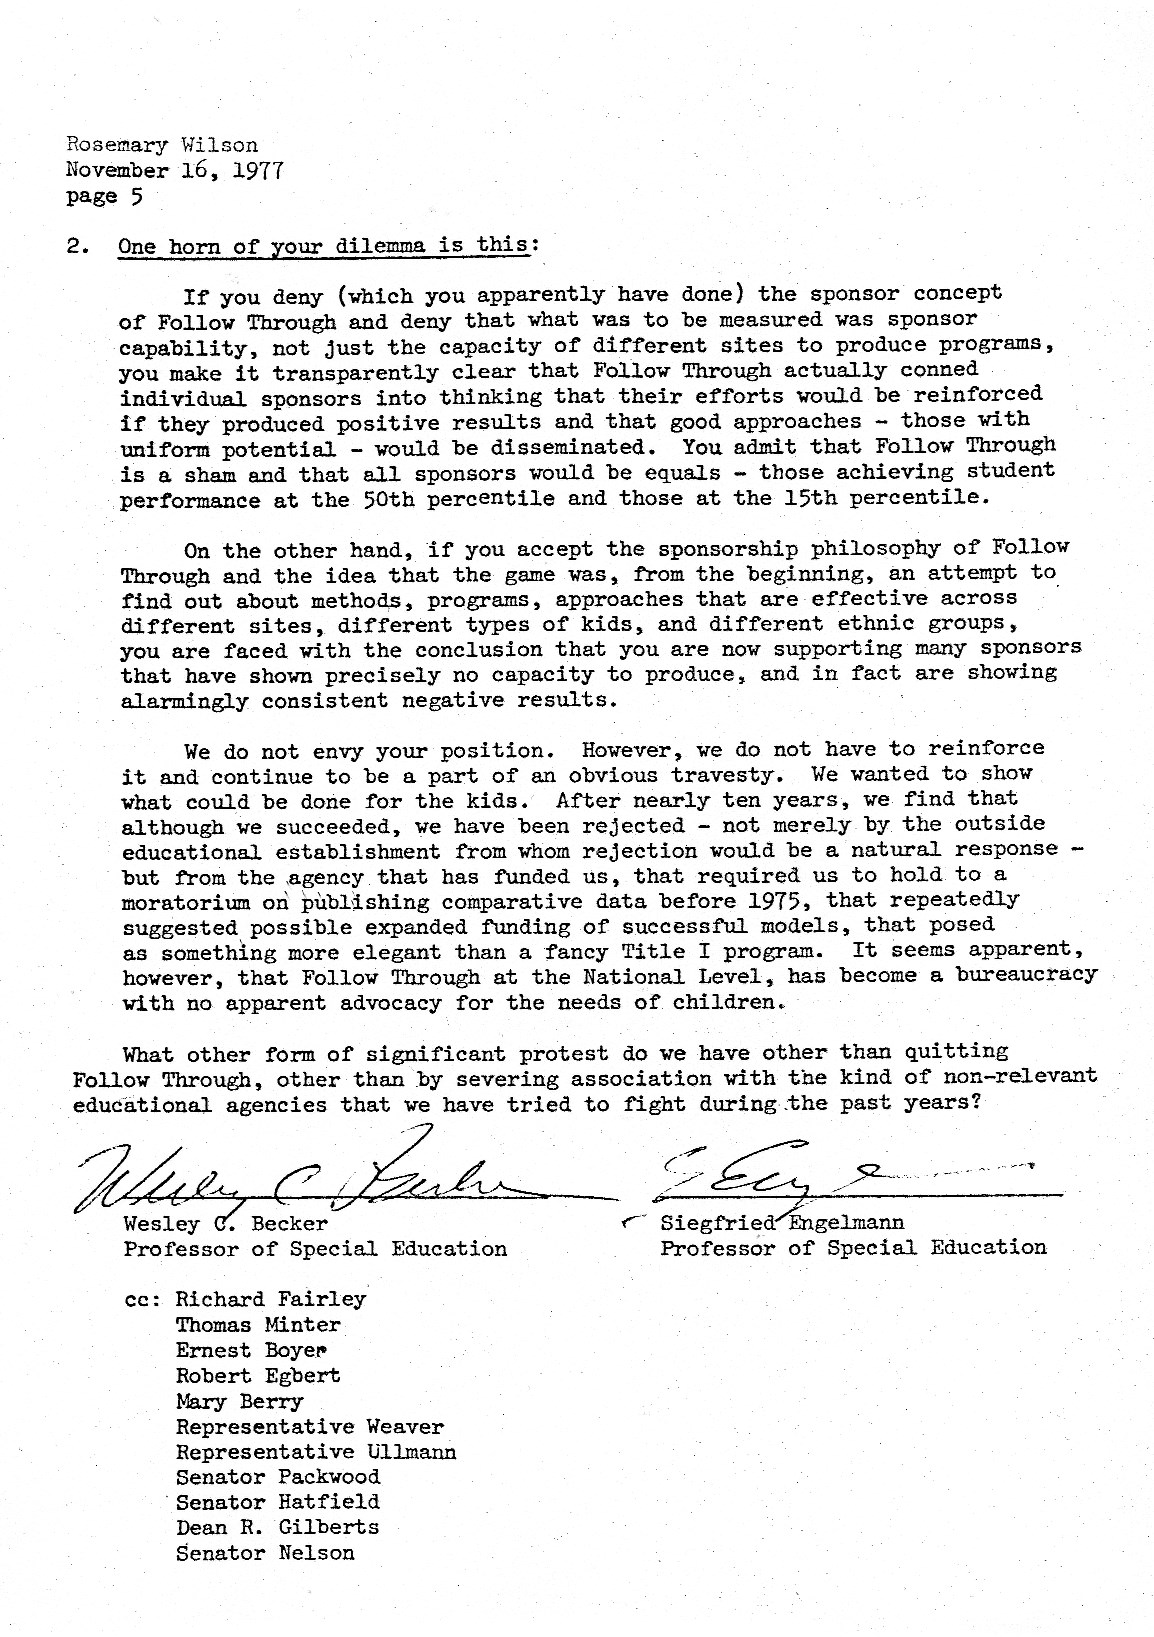 Rosemary Wilson
November 16, 1977
page 5
2. One horn of your dilemma is this:
If you deny (which you apparently have done) the sponsor concept
of Follow Through and deny that what was to be measured was sponsor
capability, not just the capacity of different sites to produce programs,
you make it transparently clear that Follow Through actually conned
individual sponsors into thinking that their efforts would be reinforced
if they produced positive results and that good approaches - those with
uniform potential - would be disseminated. You admit that Follow Through
is a sham and that all sponsors would be equals - those achieving student
performance at the 50th percentile and those at the 15th percentile.
On the other hand, if you accept the sponsorship philosophy of Follow
Through and the idea that the game was, from the beginning, an attempt to
find out about methods, programs, approaches that are effective across
different sites, different types of kids, and different ethnic groups,
you are faced with the conclusion that you are now supporting many sponsors
that have shown precisely no capacity to produce, and in fact are showing
alarmingly consistent negative results.
We do not envy your position. However, we do not have to reinforce
it and continue to be a part of an obvious travesty. We wanted to show
what could be done for the kids. After nearly ten years, we find that
although we succeeded, we have been rejected - not merely by the outside
educational establishment from whom rejection would be a natural response -
but from the agency that has funded us, that required us to hold to a
moratorium on publishing comparative data before 1975, that repeatedly
suggested possible expanded funding of successful models, that posed
as something more elegant than a fancy Title I program. It seems apparent,
however, that Follow Through at the National Level, has become a bureaucracy
with no apparent advocacy for the needs of children.
What other form of significant protest do we have other than quitting
Follow Through, other than by severing association with the kind of non-relevant
educational agencies that we have tried to fight during the past years?
Wesley C Becker
Wesley C. Becker Siegfried Engelmann
Professor of Special Education Professor of Special Education
cc: Richard Fairley
Thomas Minter
Ernest Boyer
Robert Egbert
Mary Berry
Representative Weaver
Representative Ullmann
Senator Packwood
Senator Hatfield
Dean R. Gilberts
Senator Nelson